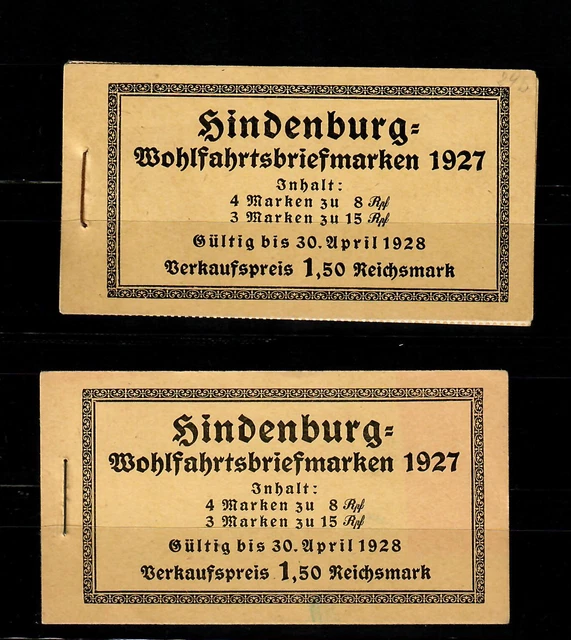 Hindenburg=
Wohlfahrtsbriefmarken 1927
Inhalt:
4 Marken zu 8 Rpf
3 Marken zu 15 Rpf
Gültig bis 30. April 1928
Verkaufspreis 1,50 Reichsmark
Hindenburg=
Wohlfahrtsbriefmarken 1927
Inhalt:
4 Marken zu 8 Rpf
3 Marken zu 15 Rpf
Gültig bis 30. April 1928
Verkaufspreis 1,50 Reichsmark